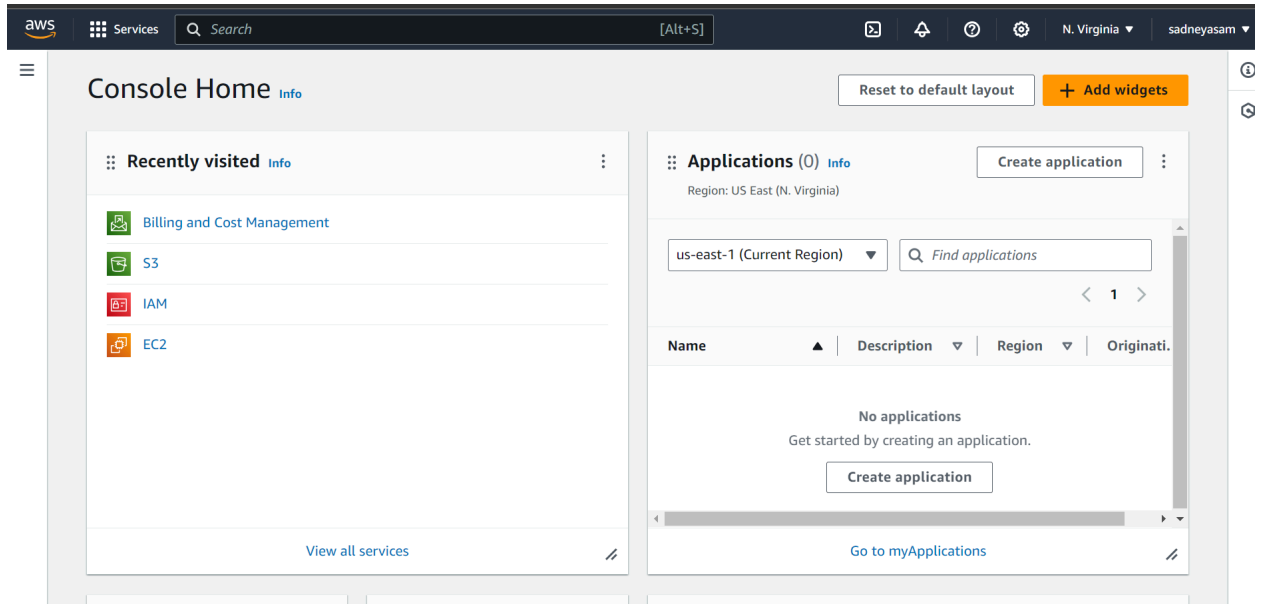 aws Services Search [Alt+S] N. Virginia sadneyasam
Console Home Info
Reset to default layout
Add widgets
Recently visited Info
Billing and Cost Management
S3
IAM
EC2
View all services
Applications (0) Info
Create application
Region: US East (N. Virginia)
us-east-1 (Current Region)
Find applications
1
Name Description Region Originati.
No applications
Get started by creating an application.
Create application
Go to myApplications